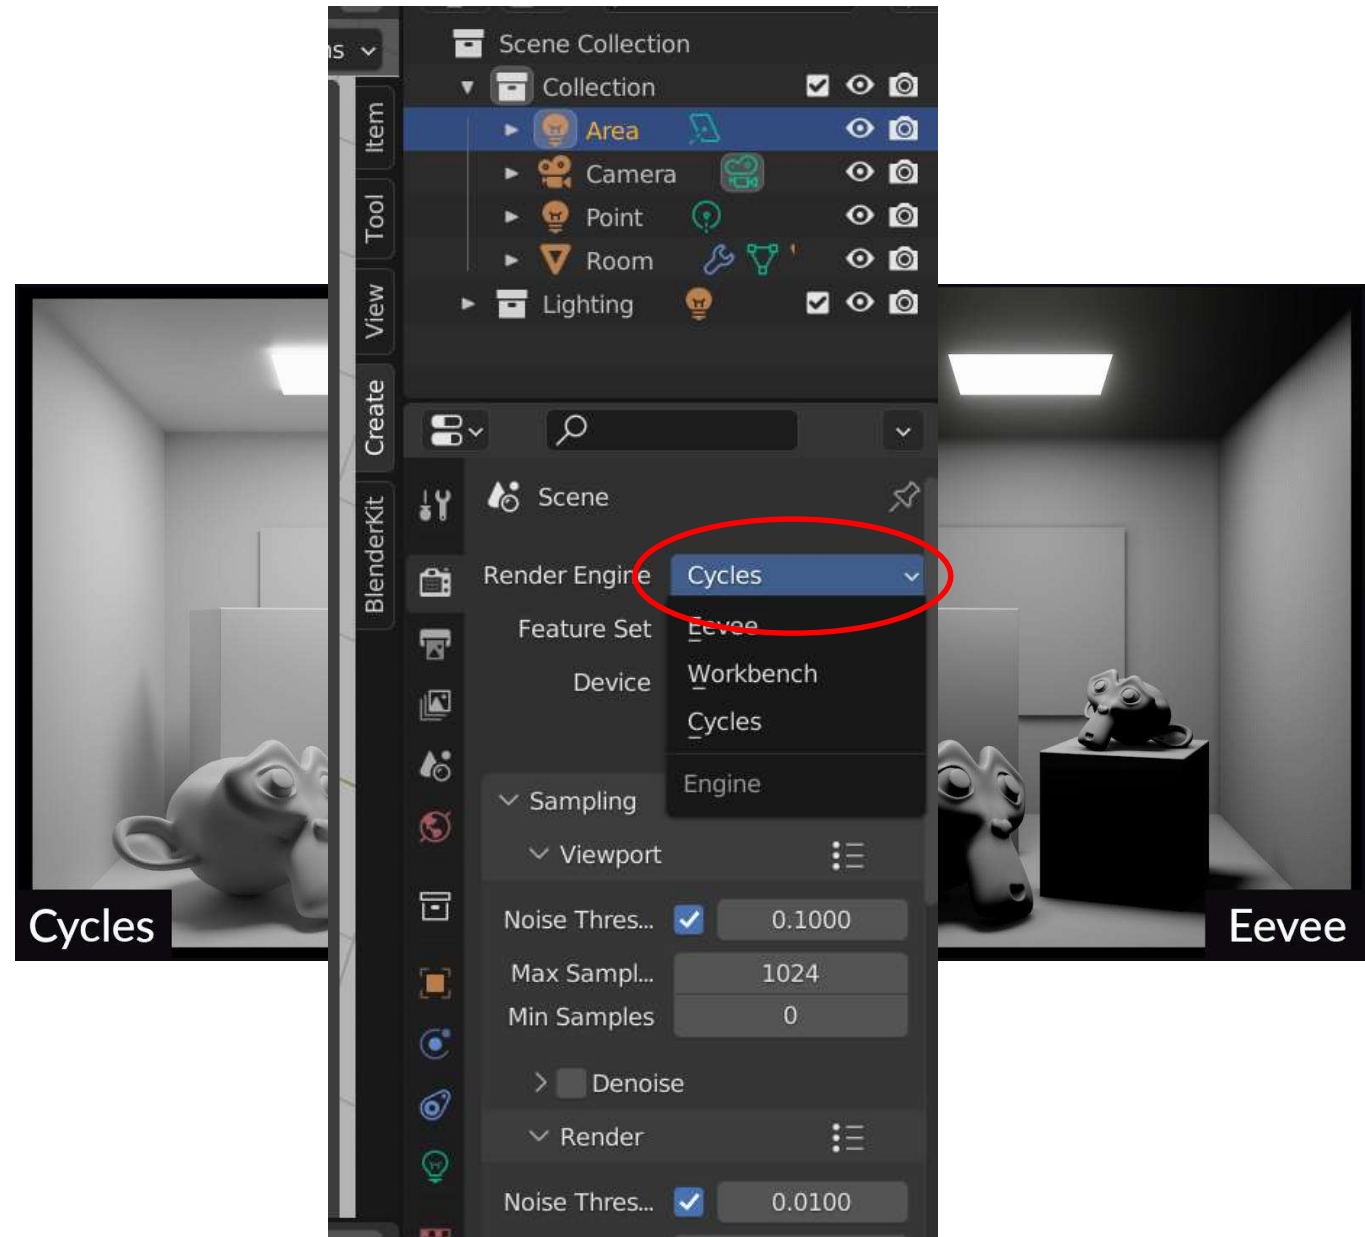 Scene Collection
Collection
Area
Camera
Point
Room
Lighting
Item
Tool
View
Create
BlenderKit
Scene
Render Engine
Cycles
Feature Set
Eevee
Device
Workbench
Cycles
Engine
Sampling
Viewport
Noise Thres...
0.1000
Max Sampl...
1024
Min Samples
0
Denoise
Render
Noise Thres...
0.0100
Cycles
Eevee